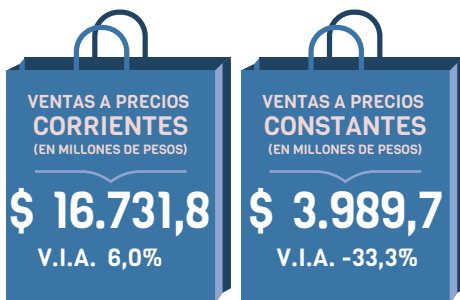 VENTAS A PRECIOS
CORRIENTES
(EN MILLONES DE PESOS)
$ 16.731,8
V.I.A. 6,0%
VENTAS A PRECIOS
CONSTANTES
(EN MILLONES DE PESOS)
$ 3.989,7
V.I.A. -33,3%